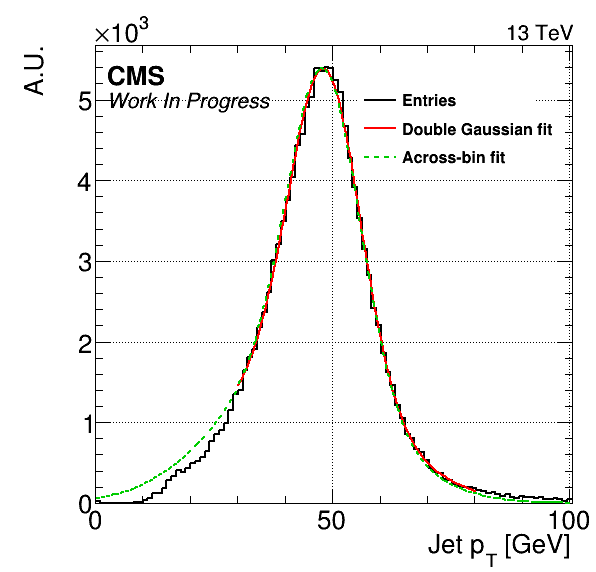 ×10³
13 TeV
A.U.
CMS
Work In Progress
Entries
Double Gaussian fit
Across-bin fit
5
4
3
2
1
0
0 50 100
Jet p_T [GeV]